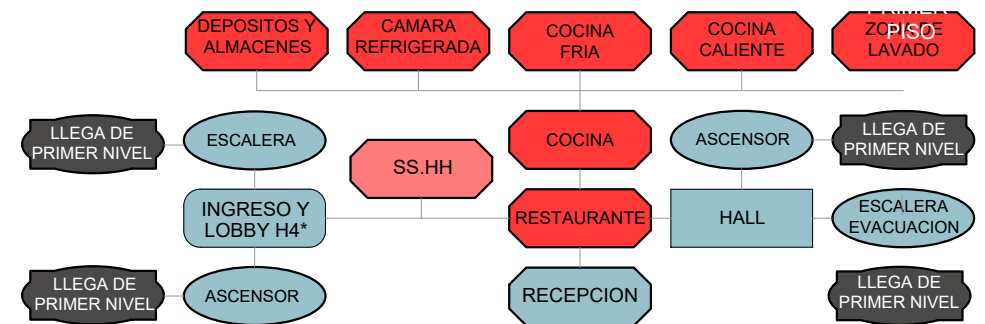 DEPOSITOS Y
ALMACENES
CAMARA
REFRIGERADA
COCINA
FRIA
COCINA
CALIENTE
PRIMER
PISO
ZONA DE
LAVADO
LLEGA DE
PRIMER NIVEL
ESCALERA
SS.HH
COCINA
ASCENSOR
LLEGA DE
PRIMER NIVEL
INGRESO Y
LOBBY H4*
RESTAURANTE
HALL
ESCALERA
EVACUACION
LLEGA DE
PRIMER NIVEL
ASCENSOR
RECEPCION
LLEGA DE
PRIMER NIVEL